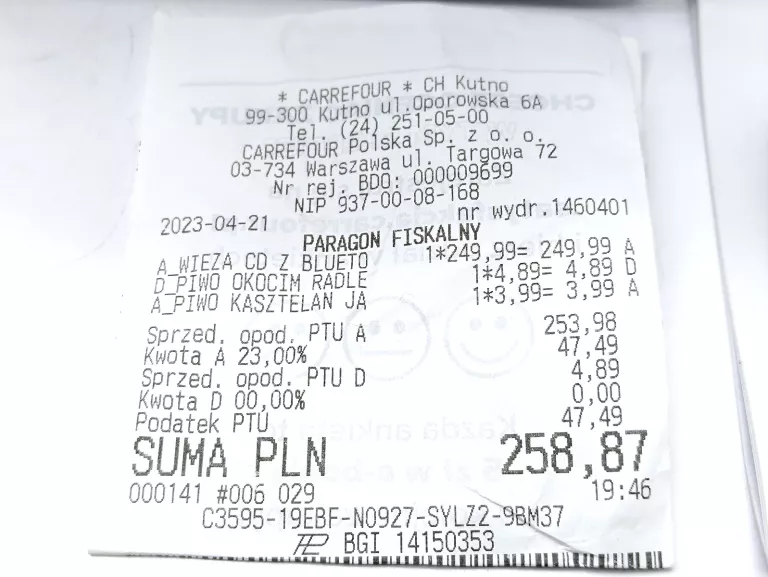 * CARREFOUR * CH Kutno
99-300 Kutno ul.Oporowska 6A
Tel. (24) 251-05-00
CARREFOUR Polska Sp. z o. o.
03-734 Warszawa ul. Targowa 72
Nr rej. BDO: 000009699
NIP 937-00-08-168
2023-04-21 nr wydr.1460401
PARAGON FISKALNY
A_WIEZA CD Z BLUETO 1*249,99= 249,99 A
D_PIWO OKOCIM RADLE 1*4,89= 4,89 D
A_PIWO KASZTELAN JA 1*3,99= 3,99 A
Sprzed. opod. PTU A 253,98
Kwota A 23,00% 47,49
Sprzed. opod. PTU D 4,89
Kwota D 00,00% 0,00
Podatek PTU 47,49
SUMA PLN 258,87
000141 #006 029 19:46
C3595-19EBF-N0927-SYLZ2-9BM37
PL BGI 14150353